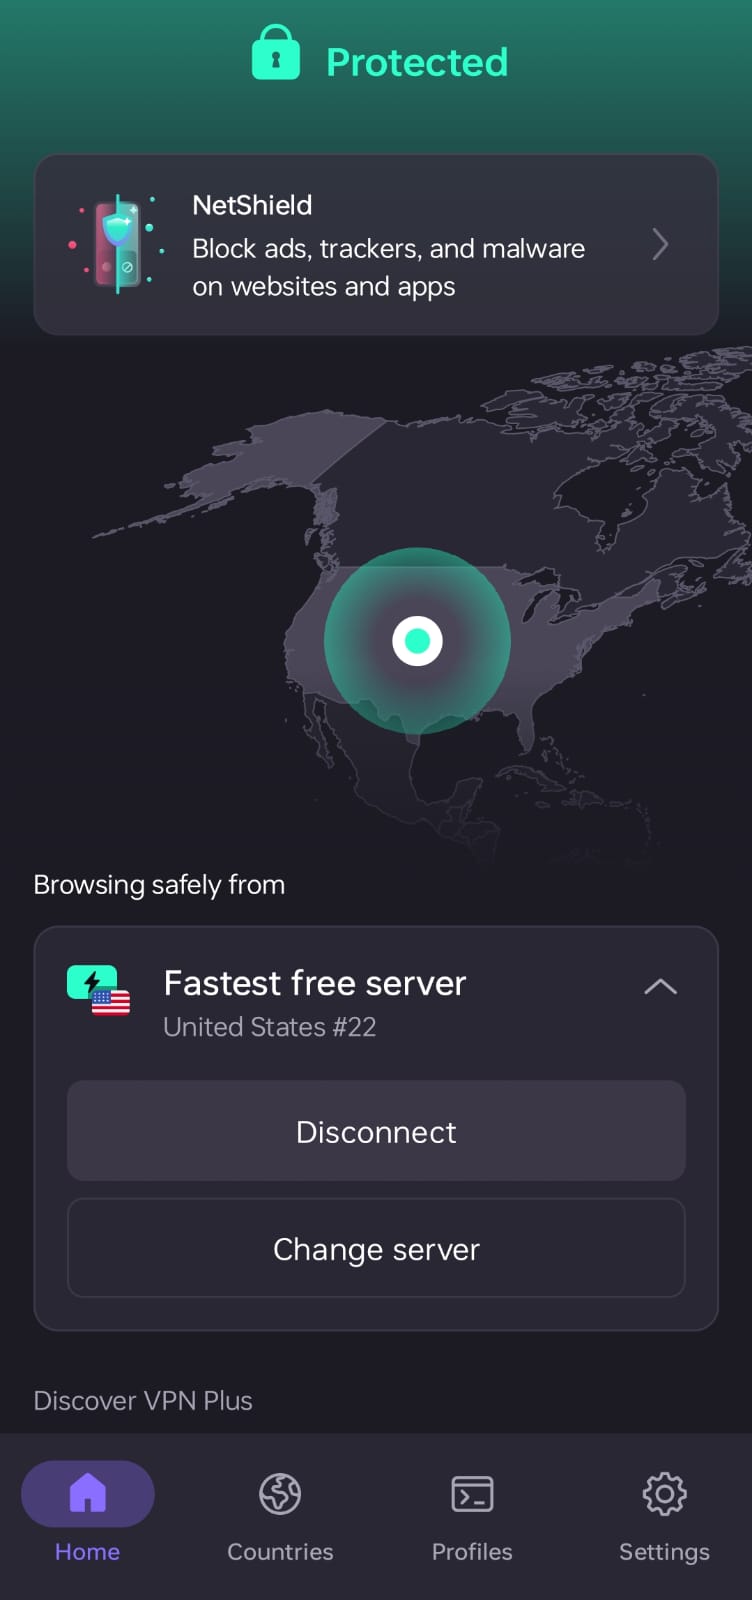 Protected
NetShield
Block ads, trackers, and malware
on websites and apps
Browsing safely from
Fastest free server
United States #22
Disconnect
Change server
Discover VPN Plus
Home
Countries
Profiles
Settings